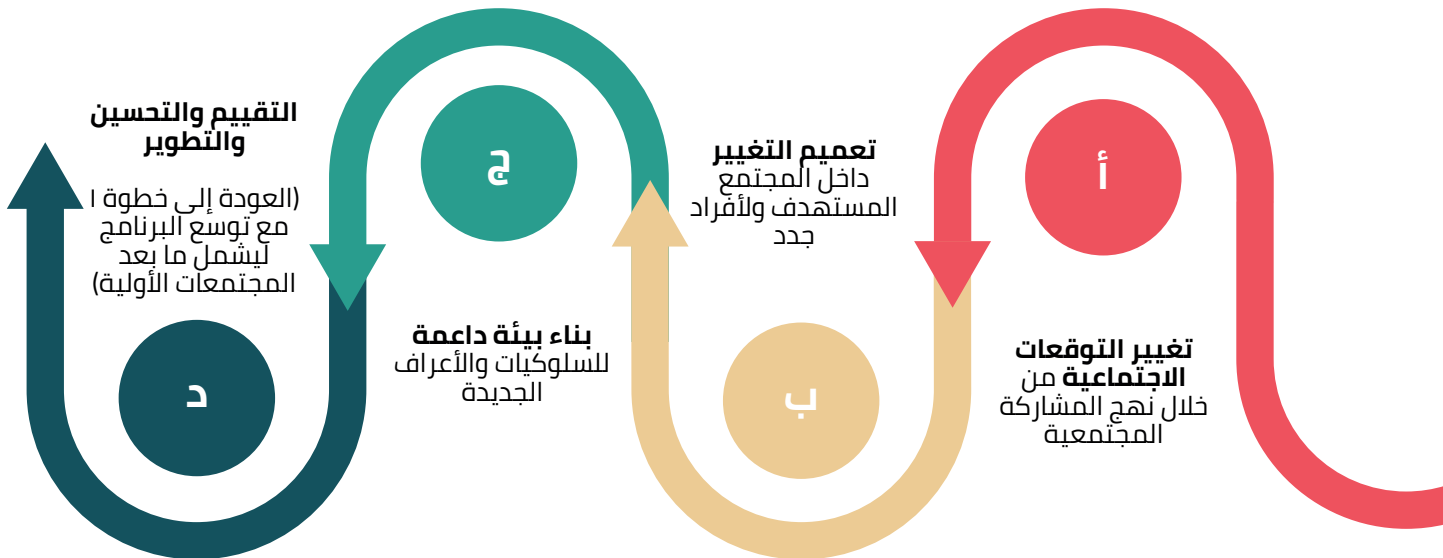 أ
تغيير التوقعات
الاجتماعية من
خلال نهج المشاركة
المجتمعية
ب
تعميم التغيير
داخل المجتمع
المستهدف ولأفراد
جدد
ج
بناء بيئة داعمة
للسلوكيات والأعراف
الجديدة
د
التقييم والتحسين
والتطوير
(العودة إلى خطوة ١
مع توسع البرنامج
ليشمل ما بعد
المجتمعات الأولية)